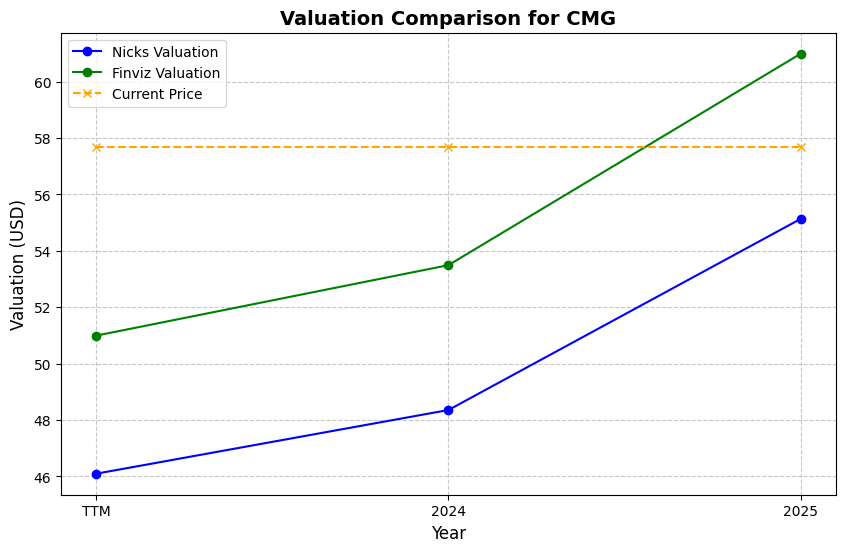 Valuation Comparison for CMG
Nicks Valuation
Finviz Valuation
Current Price
60
58
56
54
52
50
48
46
Valuation (USD)
TTM
2024
2025
Year